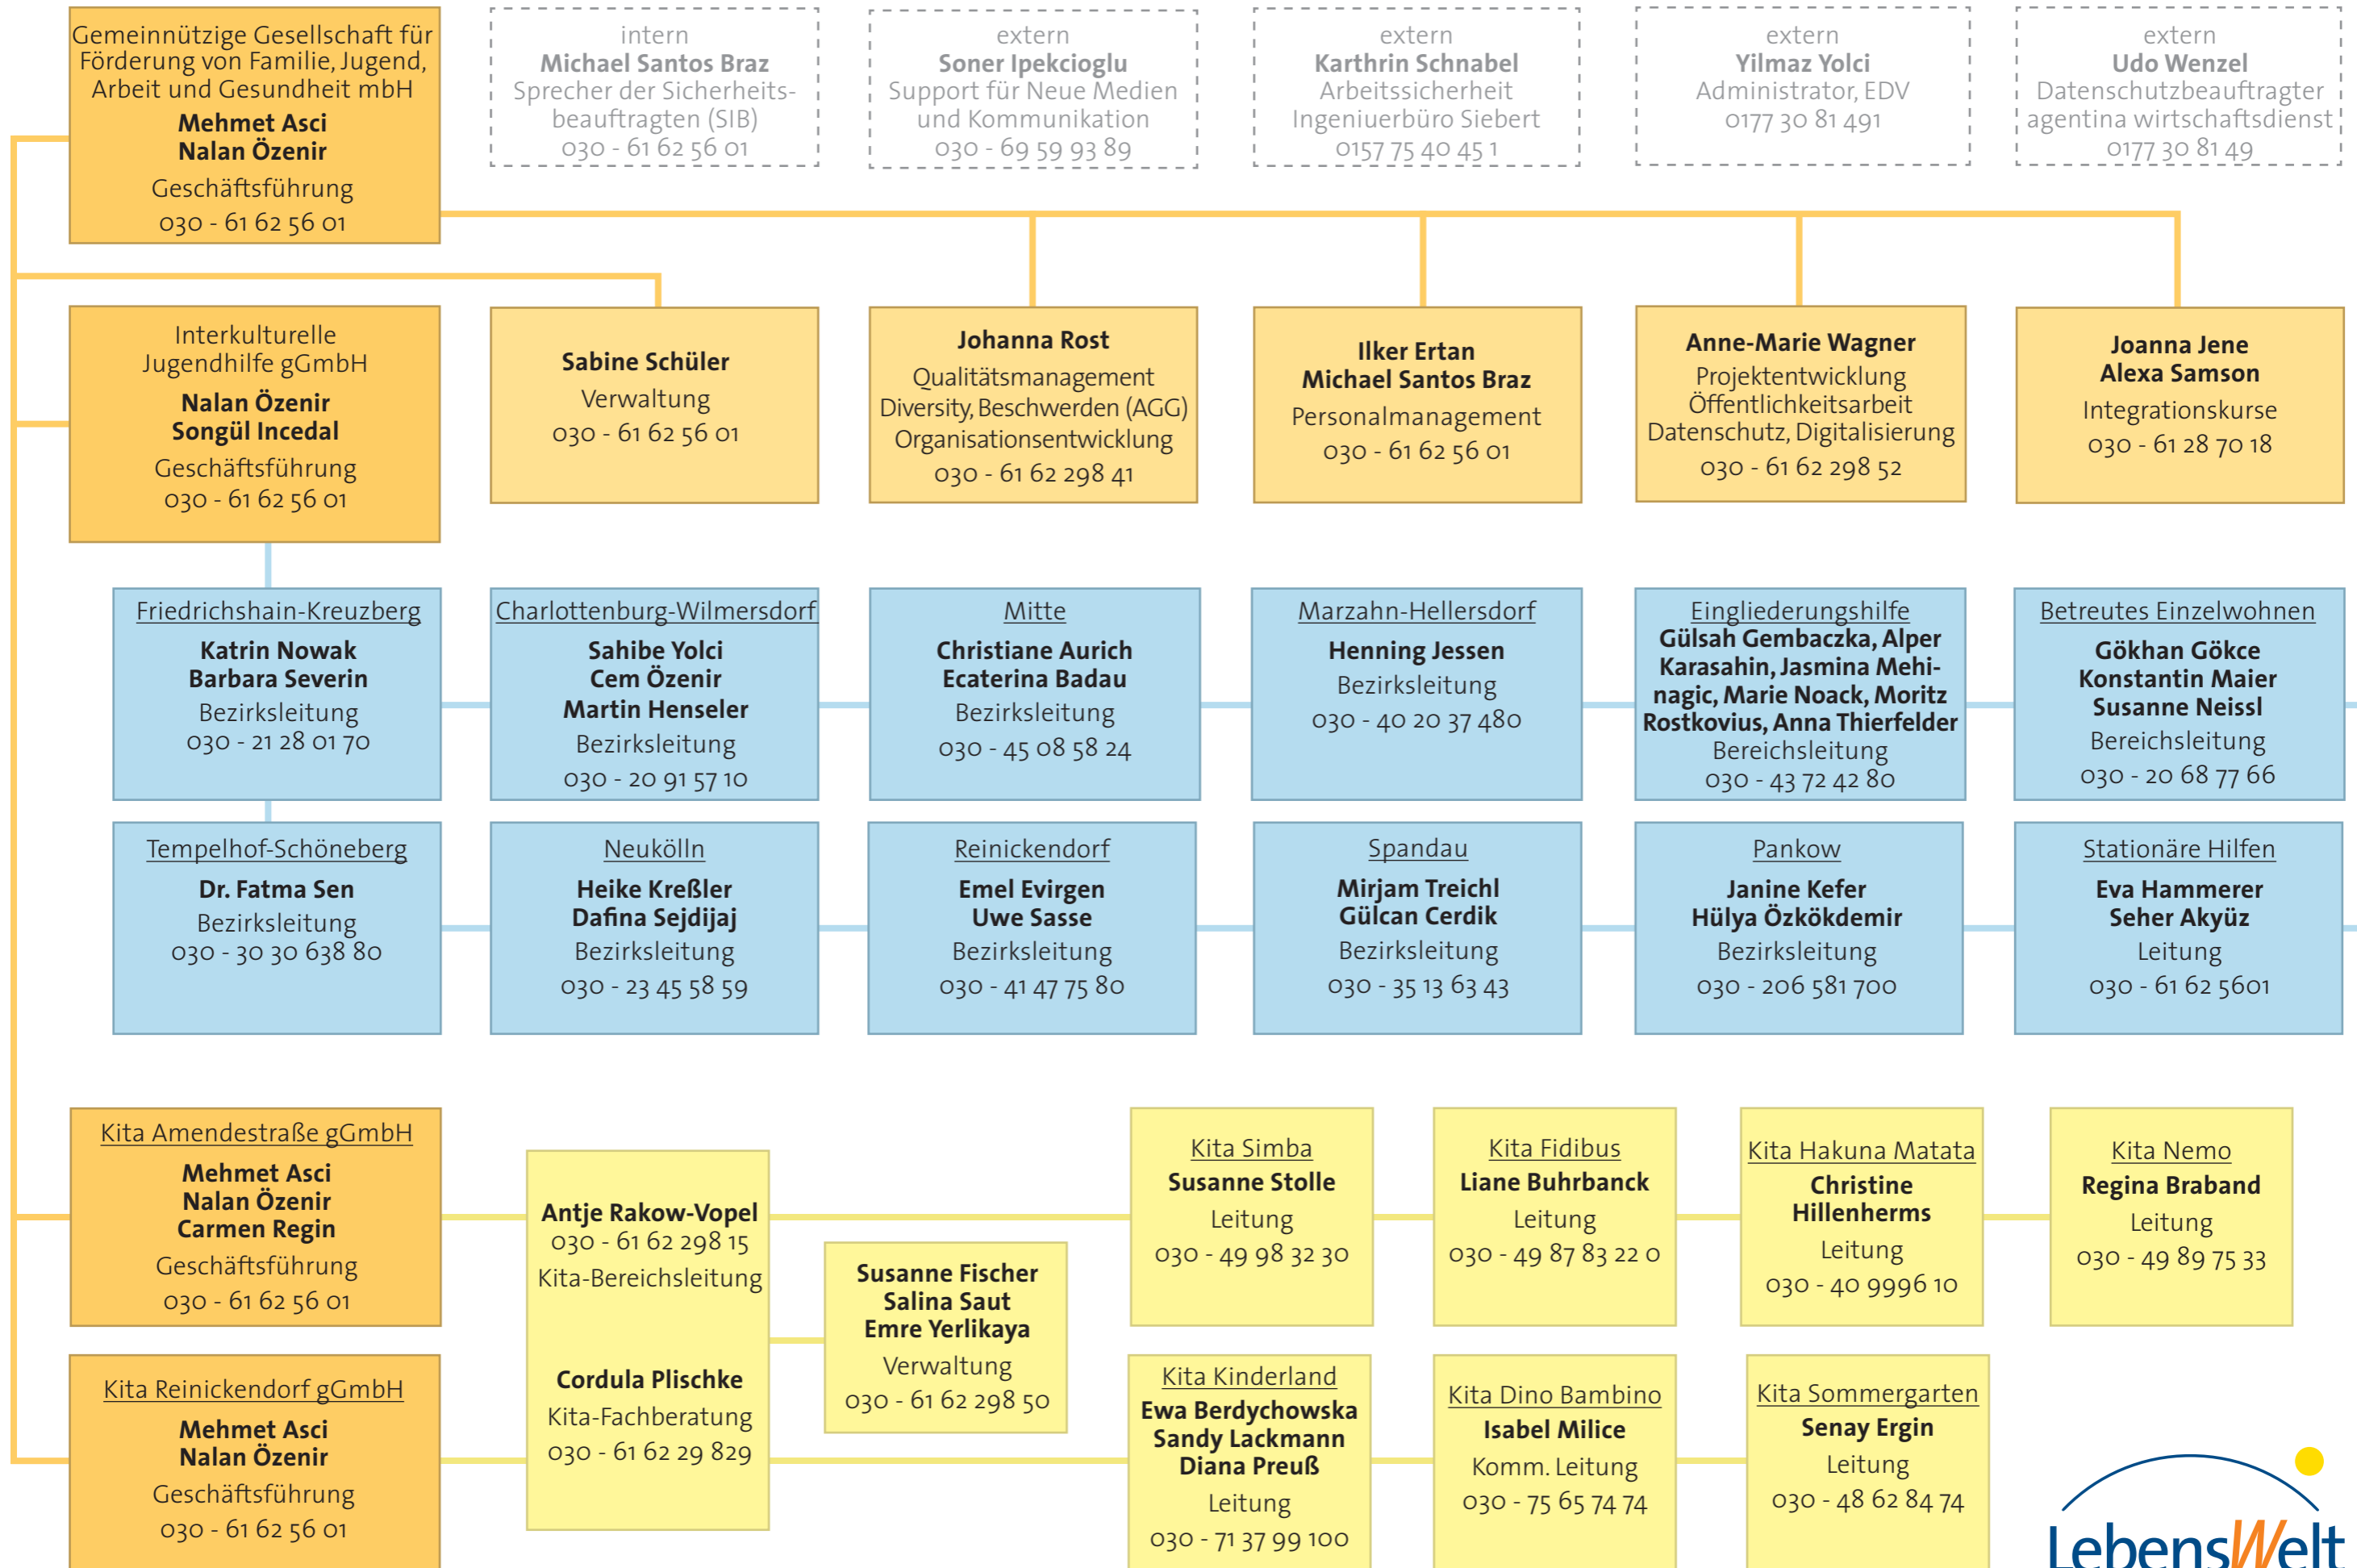 Gemeinnützige Gesellschaft für
Förderung von Familie, Jugend,
Arbeit und Gesundheit mbH
Mehmet Asci
Nalan Özenir
Geschäftsführung
030 - 61 62 56 01
intern
Michael Santos Braz
Sprecher der Sicherheits-
beauftragten (SIB)
030 - 61 62 56 01
extern
Soner Ipekcioglu
Support für Neue Medien
und Kommunikation
030 - 69 59 93 89
extern
Karthrin Schnabel
Arbeitssicherheit
Ingeniuerbüro Siebert
0157 75 40 45 1
extern
Yilmaz Yolci
Administrator, EDV
0177 30 81 491
extern
Udo Wenzel
Datenschutzbeauftragter
agentina wirtschaftsdienst
0177 30 81 49
Interkulturelle
Jugendhilfe gGmbH
Nalan Özenir
Songül Incedal
Geschäftsführung
030 - 61 62 56 01
Sabine Schüler
Verwaltung
030 - 61 62 56 01
Johanna Rost
Qualitätsmanagement
Diversity, Beschwerden (AGG)
Organisationsentwicklung
030 - 61 62 298 41
Ilker Ertan
Michael Santos Braz
Personalmanagement
030 - 61 62 56 01
Anne-Marie Wagner
Projektentwicklung
Öffentlichkeitsarbeit
Datenschutz, Digitalisierung
030 - 61 62 298 52
Joanna Jene
Alexa Samson
Integrationskurse
030 - 61 28 70 18
Friedrichshain-Kreuzberg
Katrin Nowak
Barbara Severin
Bezirksleitung
030 - 21 28 01 70
Charlottenburg-Wilmersdorf
Sahibe Yolci
Cem Özenir
Martin Henseler
Bezirksleitung
030 - 20 91 57 10
Mitte
Christiane Aurich
Ecaterina Badau
Bezirksleitung
030 - 45 08 58 24
Marzahn-Hellersdorf
Henning Jessen
Bezirksleitung
030 - 40 20 37 480
Eingliederungshilfe
Gülsah Gembaczka, Alper
Karasahin, Jasmina Mehi-
nagic, Marie Noack, Moritz
Rostkovius, Anna Thierfelder
Bereichsleitung
030 - 43 72 42 80
Betreutes Einzelwohnen
Gökhan Gökce
Konstantin Maier
Susanne Neissl
Bereichsleitung
030 - 20 68 77 66
Tempelhof-Schöneberg
Dr. Fatma Sen
Bezirksleitung
030 - 30 30 638 80
Neukölln
Heike Kreßler
Dafina Sejdijaj
Bezirksleitung
030 - 23 45 58 59
Reinickendorf
Emel Evirgen
Uwe Sasse
Bezirksleitung
030 - 41 47 75 80
Spandau
Mirjam Treichl
Gülcan Cerdik
Bezirksleitung
030 - 35 13 63 43
Pankow
Janine Kefer
Hülya Özkökdemir
Bezirksleitung
030 - 206 581 700
Stationäre Hilfen
Eva Hammerer
Seher Akyüz
Leitung
030 - 61 62 5601
Kita Amendestraße gGmbH
Mehmet Asci
Nalan Özenir
Carmen Regin
Geschäftsführung
030 - 61 62 56 01
Antje Rakow-Vopel
030 - 61 62 298 15
Kita-Bereichsleitung
Cordula Plischke
Kita-Fachberatung
030 - 61 62 29 829
Susanne Fischer
Salina Saut
Emre Yerlikaya
Verwaltung
030 - 61 62 298 50
Kita Simba
Susanne Stolle
Leitung
030 - 49 98 32 30
Kita Fidibus
Liane Buhrbanck
Leitung
030 - 49 87 83 22 0
Kita Hakuna Matata
Christine
Hillenherms
Leitung
030 - 40 9996 10
Kita Nemo
Regina Braband
Leitung
030 - 49 89 75 33
Kita Reinickendorf gGmbH
Mehmet Asci
Nalan Özenir
Geschäftsführung
030 - 61 62 56 01
Kita Kinderland
Ewa Berdychowska
Sandy Lackmann
Diana Preuß
Leitung
030 - 71 37 99 100
Kita Dino Bambino
Isabel Milice
Komm. Leitung
030 - 75 65 74 74
Kita Sommergarten
Senay Ergin
Leitung
030 - 48 62 84 74
LebensWelt